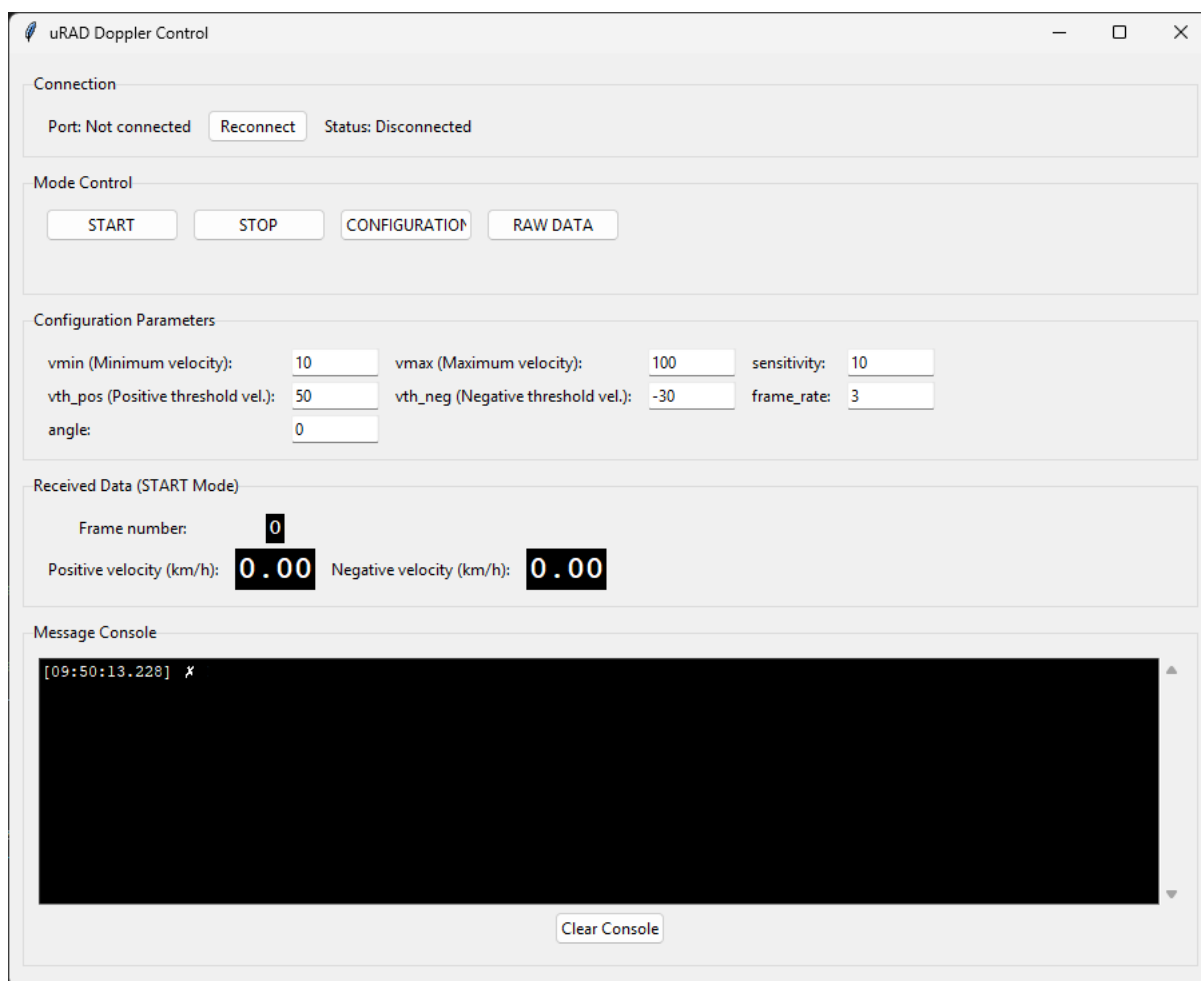 uRAD Doppler Control
Connection
Port: Not connected Reconnect Status: Disconnected
Mode Control
START STOP CONFIGURATION RAW DATA
Configuration Parameters
vmin (Minimum velocity): 10 vmax (Maximum velocity): 100 sensitivity: 10
vth_pos (Positive threshold vel.): 50 vth_neg (Negative threshold vel.): -30 frame_rate: 3
angle: 0
Received Data (START Mode)
Frame number: 0
Positive velocity (km/h): 0.00 Negative velocity (km/h): 0.00
Message Console
[09:50:13.228] ✗
Clear Console